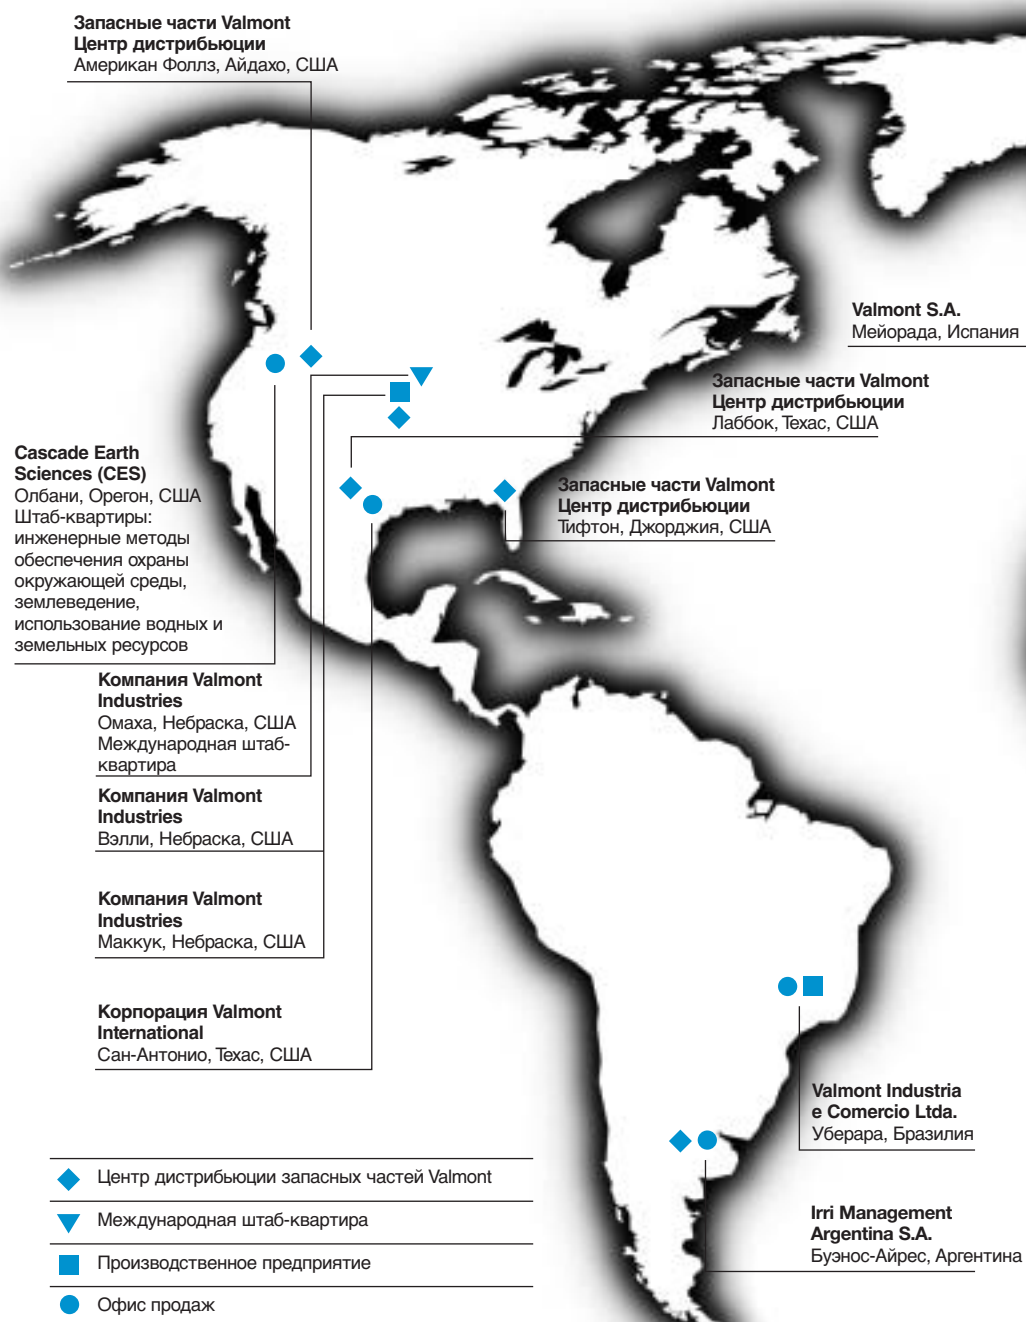 Запасные части Valmont
Центр дистрибьюции
Американ Фоллз, Айдахо, США
Valmont S.A.
Мейорада, Испания
Запасные части Valmont
Центр дистрибьюции
Лаббок, Техас, США
Cascade Earth
Sciences (CES)
Олбани, Орегон, США
Штаб-квартиры:
инженерные методы
обеспечения охраны
окружающей среды,
землеведение,
использование водных и
земельных ресурсов
Запасные части Valmont
Центр дистрибьюции
Тифтон, Джорджия, США
Компания Valmont
Industries
Омаха, Небраска, США
Международная штаб-
квартира
Компания Valmont
Industries
Вэлли, Небраска, США
Компания Valmont
Industries
Маккук, Небраска, США
Корпорация Valmont
International
Сан-Антонио, Техас, США
Valmont Industria
e Comercio Ltda.
Уберара, Бразилия
Irri Management
Argentina S.A.
Буэнос-Айрес, Аргентина
Центр дистрибьюции запасных частей Valmont
Международная штаб-квартира
Производственное предприятие
Офис продаж